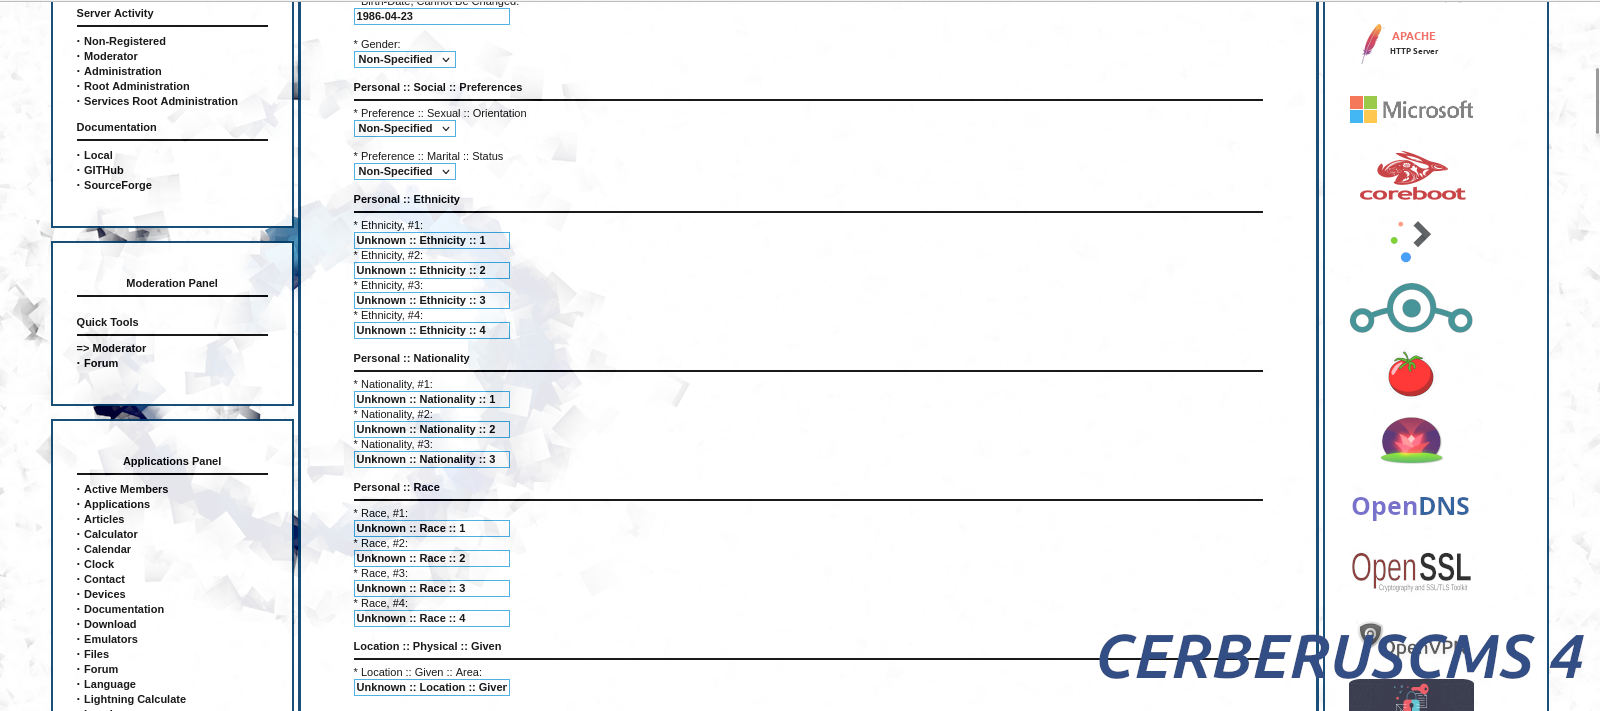 Server Activity
· Non-Registered
· Moderator
· Administration
· Root Administration
· Services Root Administration
Documentation
· Local
· GITHub
· SourceForge
Moderation Panel
Quick Tools
=> Moderator
· Forum
Applications Panel
· Active Members
· Applications
· Articles
· Calculator
· Calendar
· Clock
· Contact
· Devices
· Documentation
· Download
· Emulators
· Files
· Forum
· Language
· Lightning Calculate
* Birth-Date, Cannot Be Changed:
1986-04-23
* Gender:
Non-Specified
Personal :: Social :: Preferences
* Preference :: Sexual :: Orientation
Non-Specified
* Preference :: Marital :: Status
Non-Specified
Personal :: Ethnicity
* Ethnicity, #1:
Unknown :: Ethnicity :: 1
* Ethnicity, #2:
Unknown :: Ethnicity :: 2
* Ethnicity, #3:
Unknown :: Ethnicity :: 3
* Ethnicity, #4:
Unknown :: Ethnicity :: 4
Personal :: Nationality
* Nationality, #1:
Unknown :: Nationality :: 1
* Nationality, #2:
Unknown :: Nationality :: 2
* Nationality, #3:
Unknown :: Nationality :: 3
Personal :: Race
* Race, #1:
Unknown :: Race :: 1
* Race, #2:
Unknown :: Race :: 2
* Race, #3:
Unknown :: Race :: 3
* Race, #4:
Unknown :: Race :: 4
Location :: Physical :: Given
* Location :: Given :: Area:
Unknown :: Location :: Giver
APACHE
HTTP Server
Microsoft
coreboot
OpenDNS
OpenSSL
Cryptography and SSL/TLS Toolkit
OpenVPN
CERBERUSCMS 4